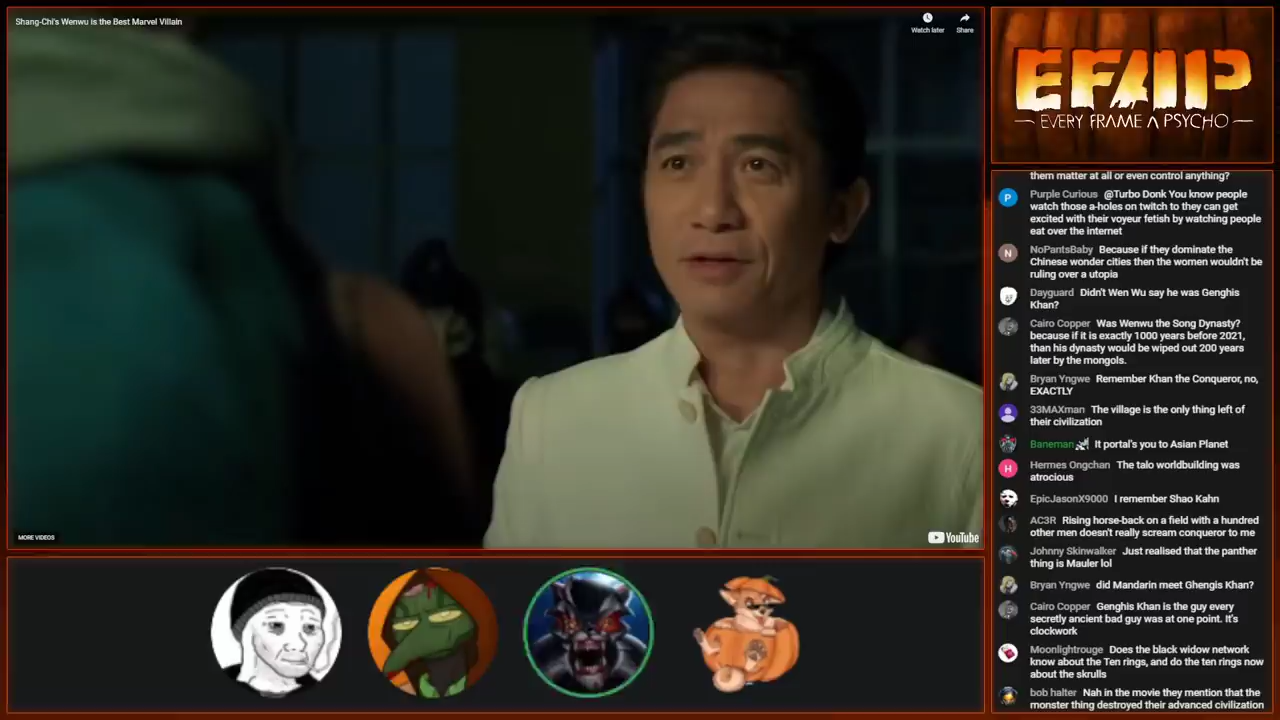 Shang-Chi's Wenwu is the Best Marvel Villain
Watch later
Share
MORE VIDEOS
YouTube
EFAP
EVERY FRAME A PSYCHO
them matter at all or even control anything?
P
Purple Curious @Turbo Donk You know people
watch those a-holes on twitch to they can get
excited with their voyeur fetish by watching people
eat over the internet
N
NoPantsBaby Because if they dominate the
Chinese wonder cities then the women wouldn't be
ruling over a utopia
Dayguard Didn't Wen Wu say he was Genghis
Khan?
Cairo Copper Was Wenwu the Song Dynasty?
because if it is exactly 1000 years before 2021,
than his dynasty would be wiped out 200 years
later by the mongols.
Bryan Yngwe Remember Khan the Conqueror, no,
EXACTLY
33MAXman The village is the only thing left of
their civilization
Baneman It portal's you to Asian Planet
H
Hermes Ongchan The talo worldbuilding was
atrocious
EpicJasonX9000 I remember Shao Kahn
AC3R Rising horse-back on a field with a hundred
other men doesn't really scream conqueror to me
Johnny Skinwalker Just realised that the panther
thing is Mauler lol
Bryan Yngwe did Mandarin meet Ghengis Khan?
Cairo Copper Genghis Khan is the guy every
secretly ancient bad guy was at one point. It's
clockwork
Moonlightrouge Does the black widow network
know about the Ten rings, and do the ten rings now
about the skrulls
bob halter Nah in the movie they mention that the
monster thing destroyed their advanced civilization